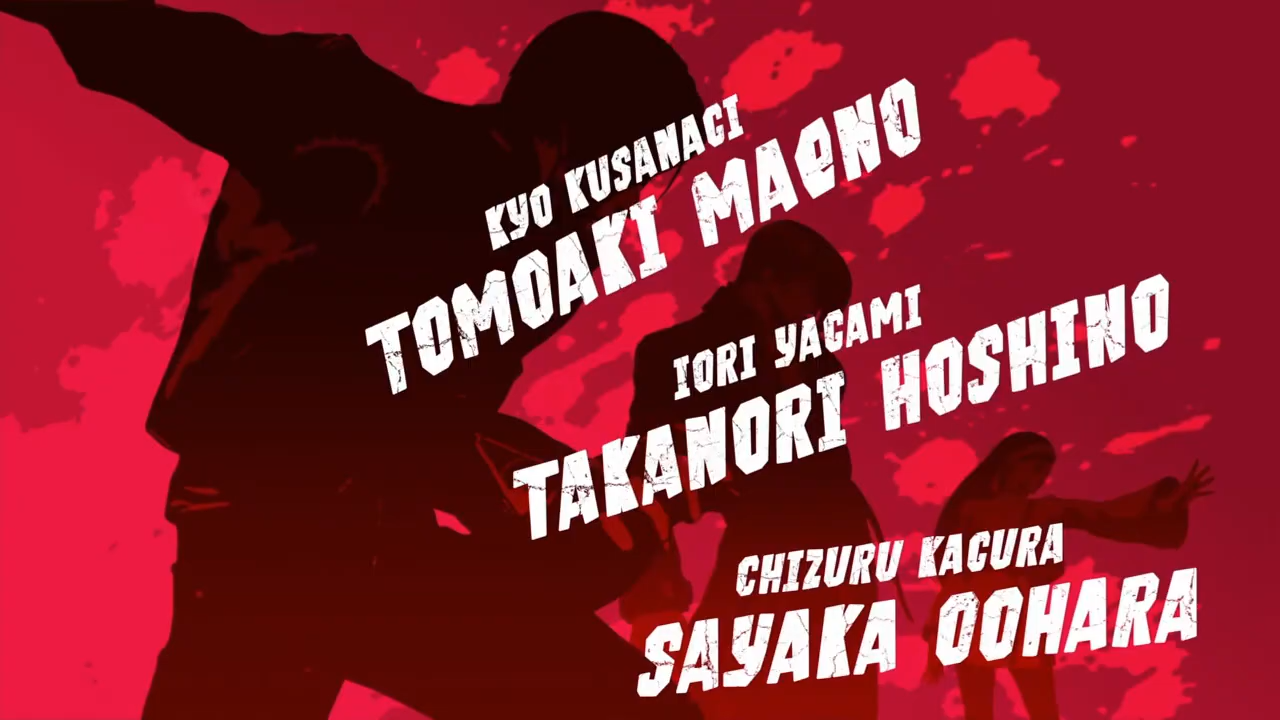 KYO KUSANAGI
TOMOAKI MAENO
IORI YAGAMI
TAKANORI HOSHINO
CHIZURU KAGURA
SAYAKA OOHARA